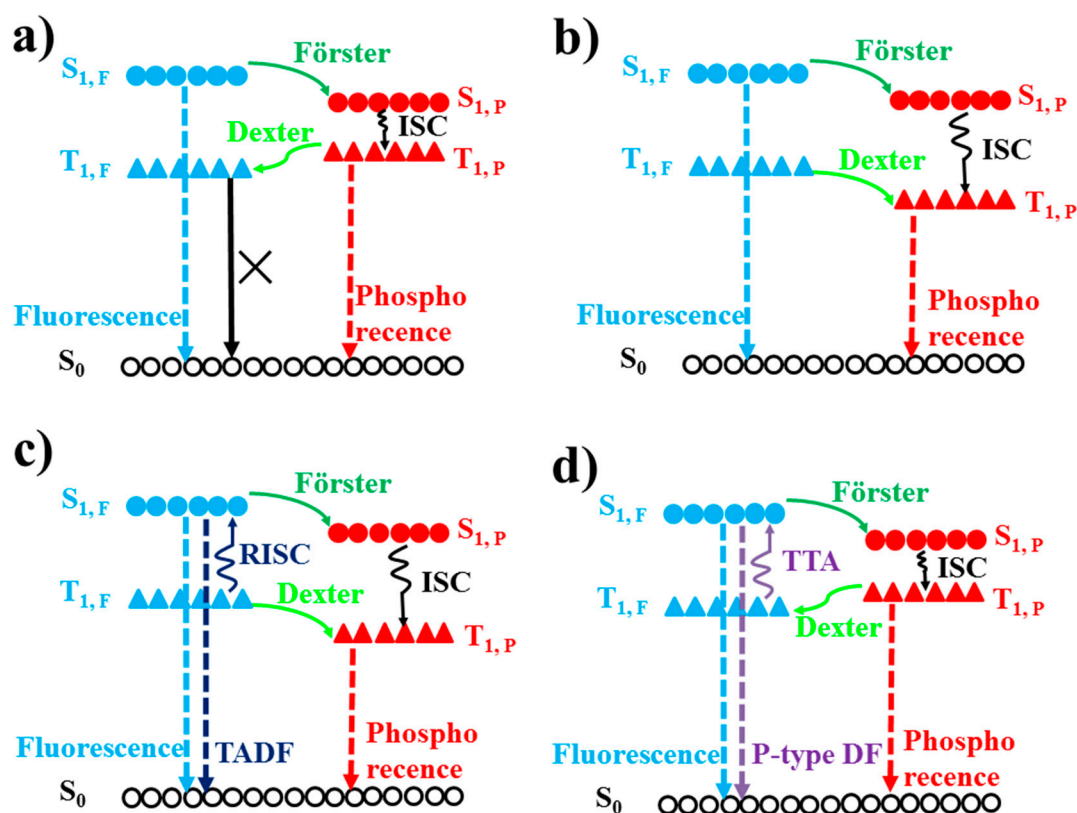 a)
Förster
S1, F
S1, P
ISC
Dexter
T1, F
T1, P
Fluorescence
Phospho
recence
S0
b)
Förster
S1, F
S1, P
ISC
T1, F
Dexter
T1, P
Fluorescence
Phospho
recence
S0
c)
S1, F
Förster
S1, P
RISC
ISC
T1, F
Dexter
T1, P
Fluorescence
TADF
Phospho
recence
S0
d)
Förster
S1, F
S1, P
TTA
ISC
T1, F
T1, P
Dexter
Fluorescence
P-type DF
Phospho
recence
S0